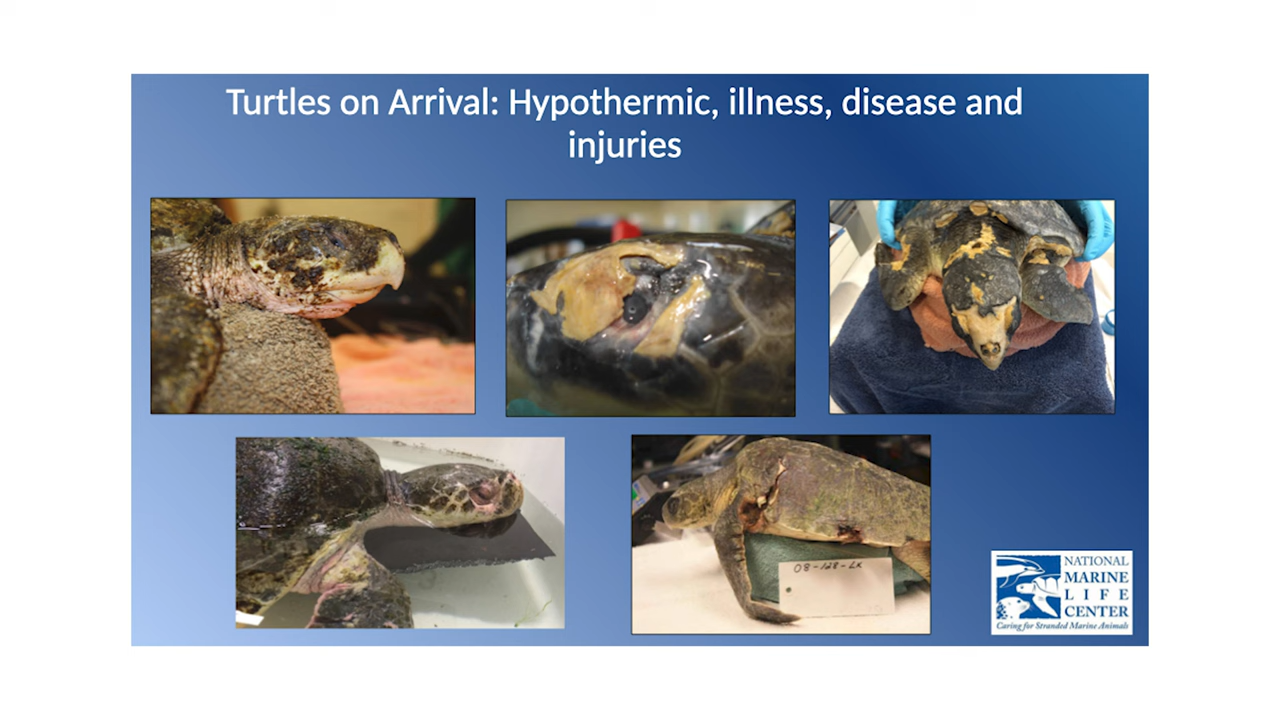 Turtles on Arrival: Hypothermic, illness, disease and
injuries
08-128-LK
NATIONAL
MARINE
LIFE
CENTER
Caring for Stranded Marine Animals